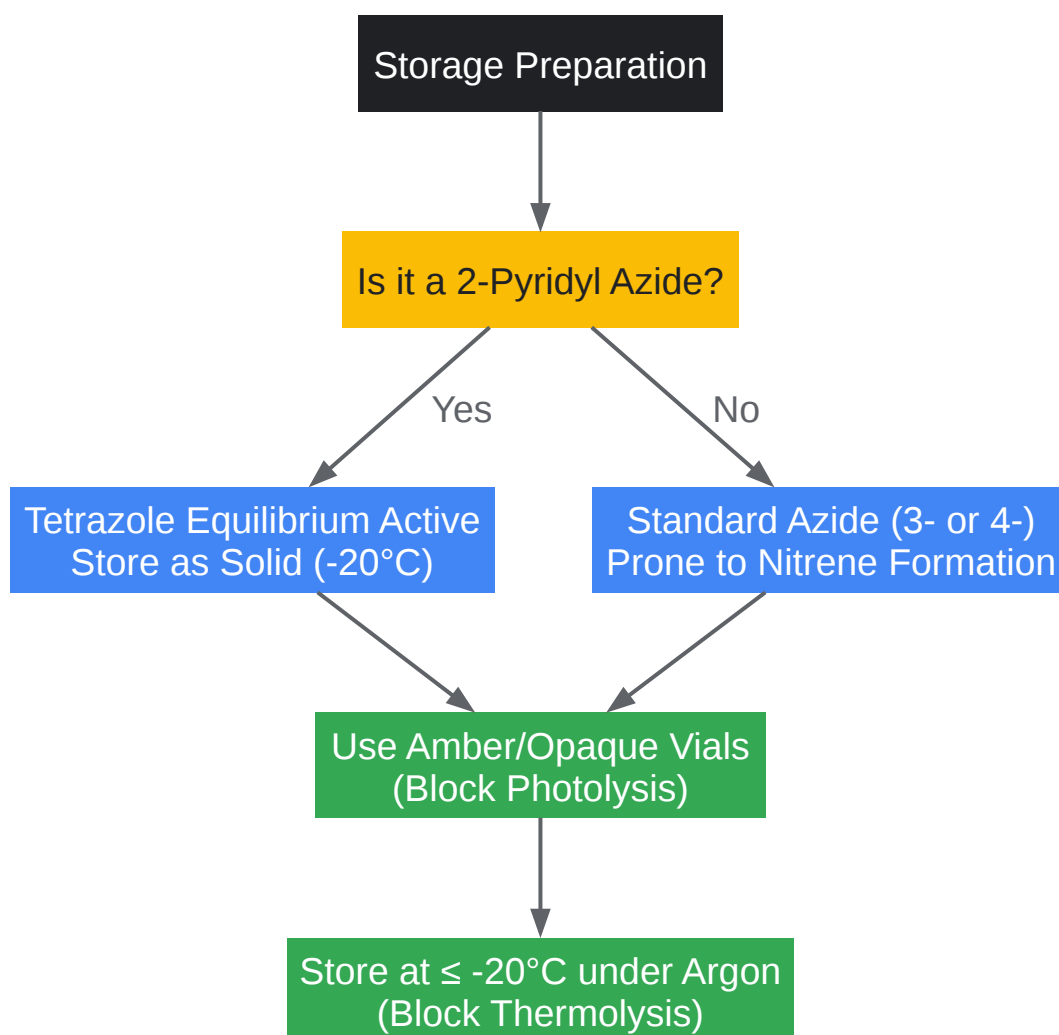 Storage Preparation
Is it a 2-Pyridyl Azide?
Yes
No
Tetrazole Equilibrium Active
Store as Solid (-20°C)
Standard Azide (3- or 4-)
Prone to Nitrene Formation
Use Amber/Opaque Vials
(Block Photolysis)
Store at ≤ -20°C under Argon
(Block Thermolysis)